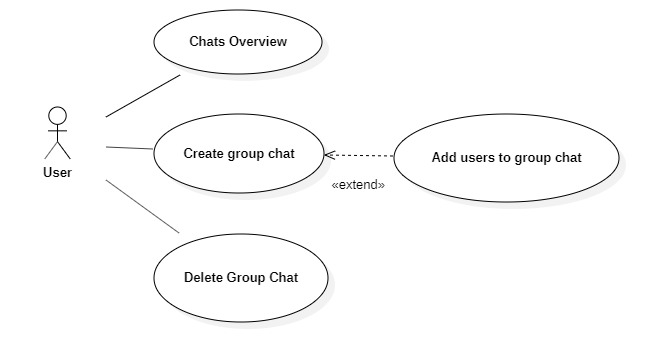 Chats Overview
Create group chat
Add users to group chat
User
«extend»
Delete Group Chat